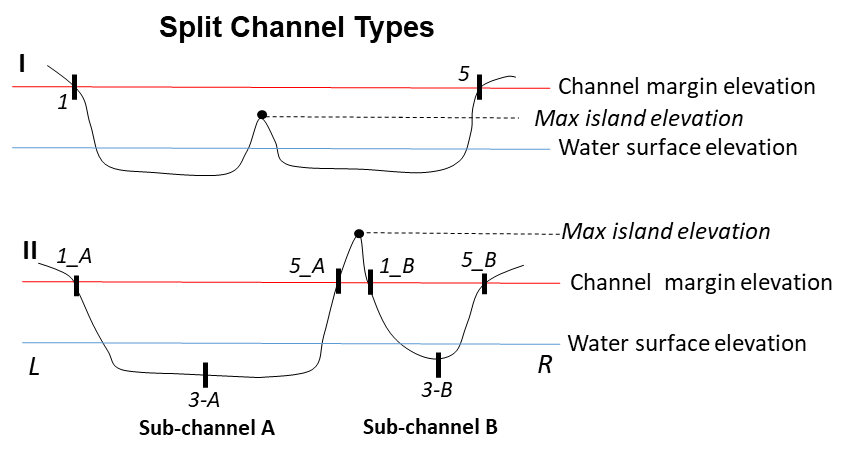 Split Channel Types
I
1
5
Channel margin elevation
Max island elevation
Water surface elevation
II
1_A
5_A
1_B
5_B
Max island elevation
Channel  margin elevation
Water surface elevation
L
R
3-A
3-B
Sub-channel A
Sub-channel B